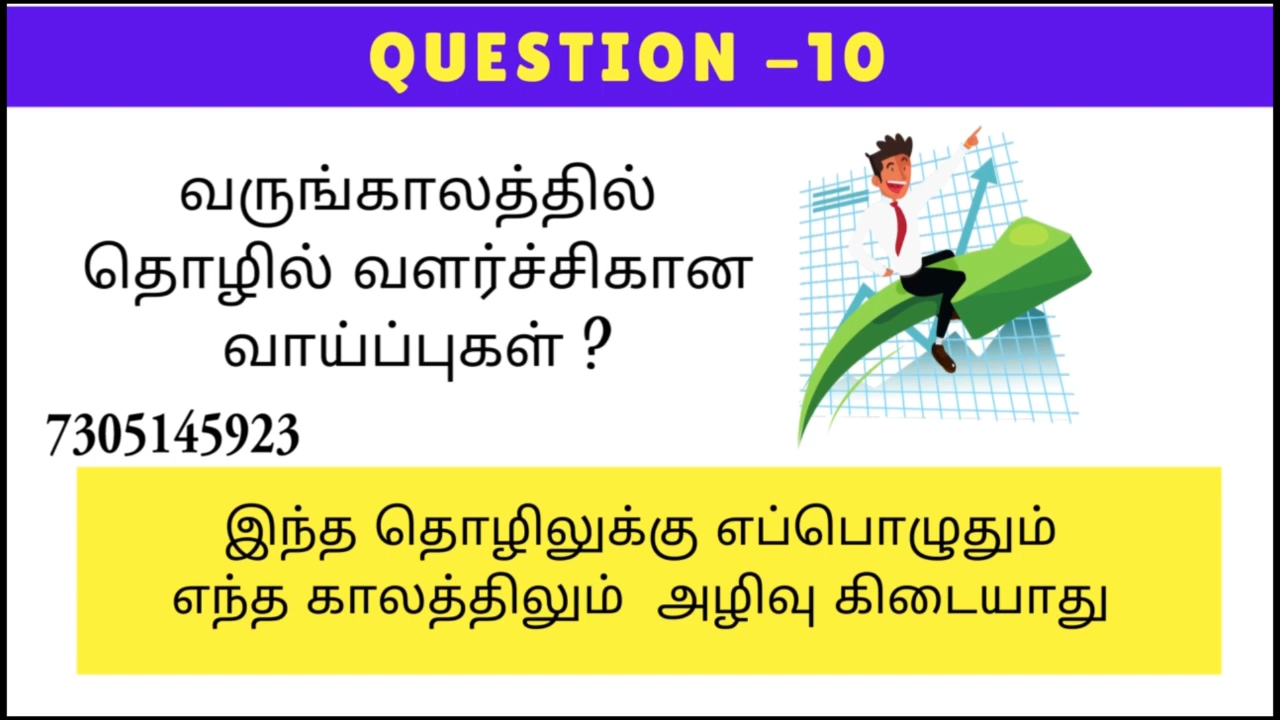 QUESTION –10
வருங்காலத்தில்
தொழில் வளர்ச்சிகான
வாய்ப்புகள் ?
7305145923
இந்த தொழிலுக்கு எப்பொழுதும்
எந்த காலத்திலும் அழிவு கிடையாது